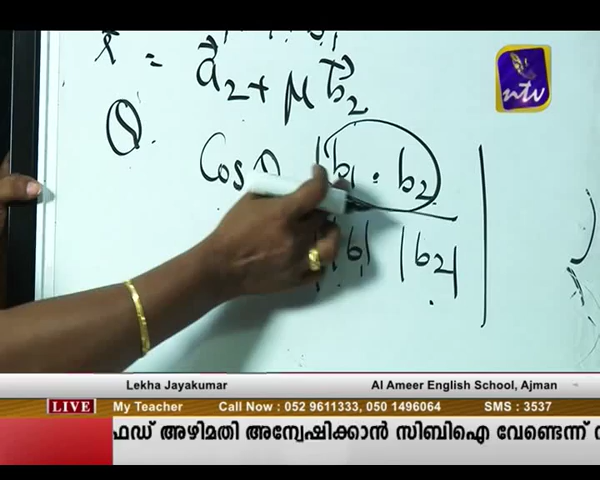 r = a₂ + μ b₂
ntv
θ
Cos θ |b₁ . b₂|
|b₁| |b₂|
Lekha Jayakumar Al Ameer English School, Ajman
LIVE My Teacher Call Now : 052 9611333, 050 1496064 SMS : 3537
ഫഡ് അഴിമതി അന്വേഷിക്കാൻ സിബിഐ വേണ്ടെന്ന്